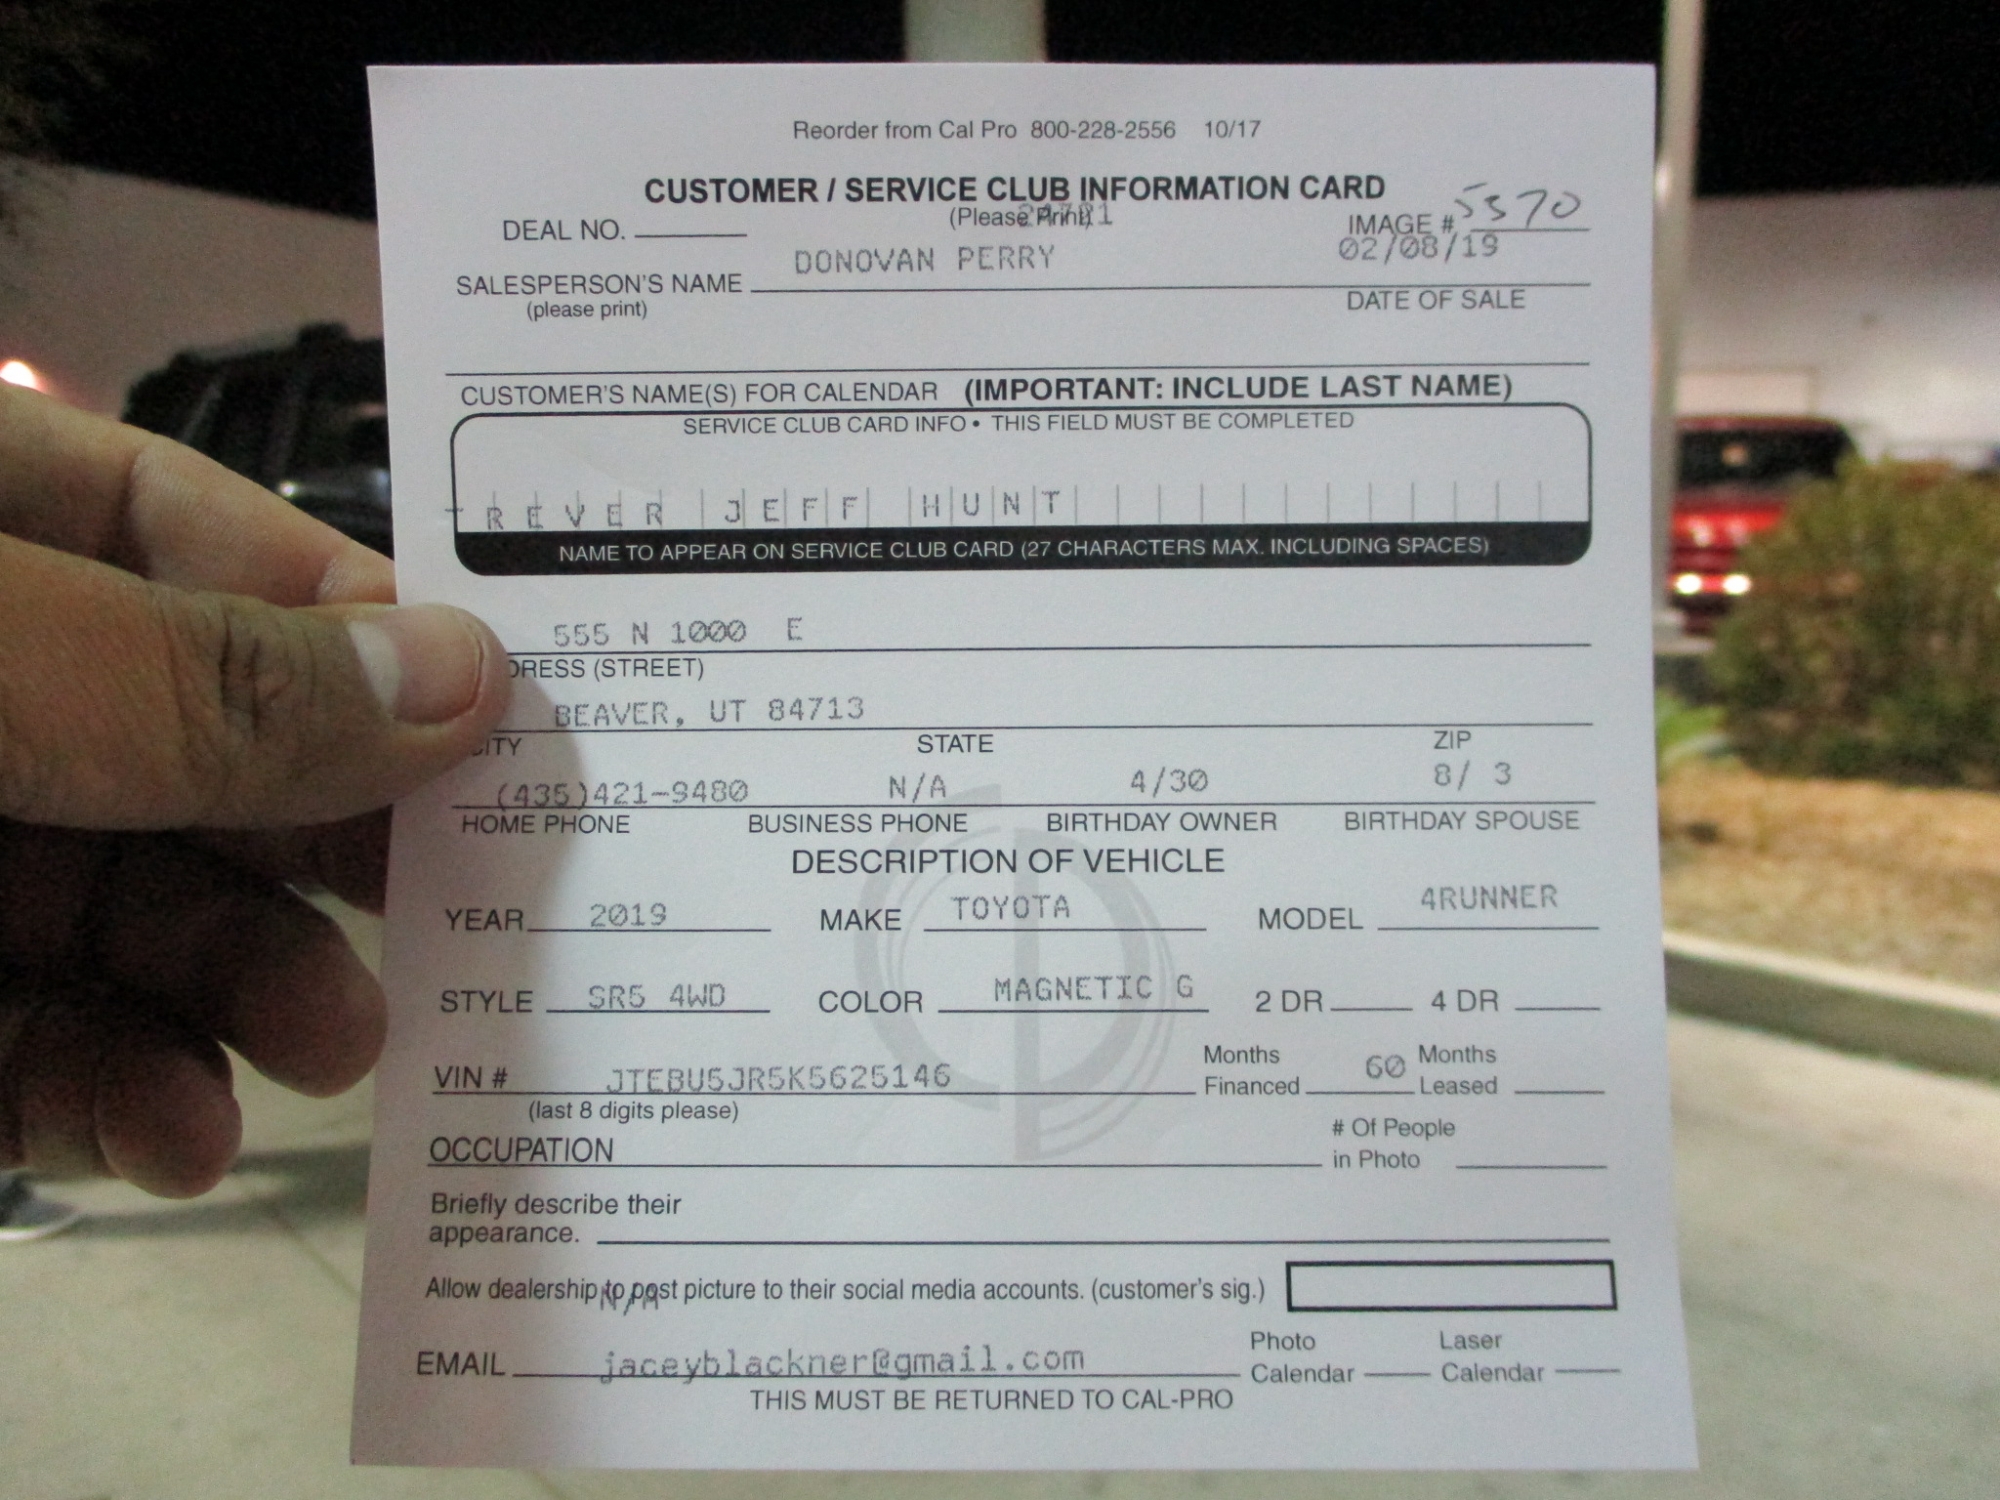 Reorder from Cal Pro 800-228-2556 10/17
CUSTOMER / SERVICE CLUB INFORMATION CARD
(Please Print)
DEAL NO. IMAGE # 5570
DONOVAN PERRY 02/08/19
SALESPERSON'S NAME
(please print) DATE OF SALE
CUSTOMER'S NAME(S) FOR CALENDAR (IMPORTANT: INCLUDE LAST NAME)
SERVICE CLUB CARD INFO • THIS FIELD MUST BE COMPLETED
TREVER JEFF HUNT
NAME TO APPEAR ON SERVICE CLUB CARD (27 CHARACTERS MAX. INCLUDING SPACES)
555 N 1000 E
DRESS (STREET)
BEAVER, UT 84713
CITY STATE ZIP
(435)421-9480 N/A 4/30 8/ 3
HOME PHONE BUSINESS PHONE BIRTHDAY OWNER BIRTHDAY SPOUSE
DESCRIPTION OF VEHICLE
YEAR 2019 MAKE TOYOTA MODEL 4RUNNER
STYLE SR5 4WD COLOR MAGNETIC G 2 DR 4 DR
VIN # JTEBU5JR5K5625146 Months Financed 60 Months Leased
(last 8 digits please)
OCCUPATION # Of People in Photo
Briefly describe their
appearance.
Allow dealership to post picture to their social media accounts. (customer's sig.)
N/A
EMAIL jaceyblackner@gmail.com Photo Calendar Laser Calendar
THIS MUST BE RETURNED TO CAL-PRO